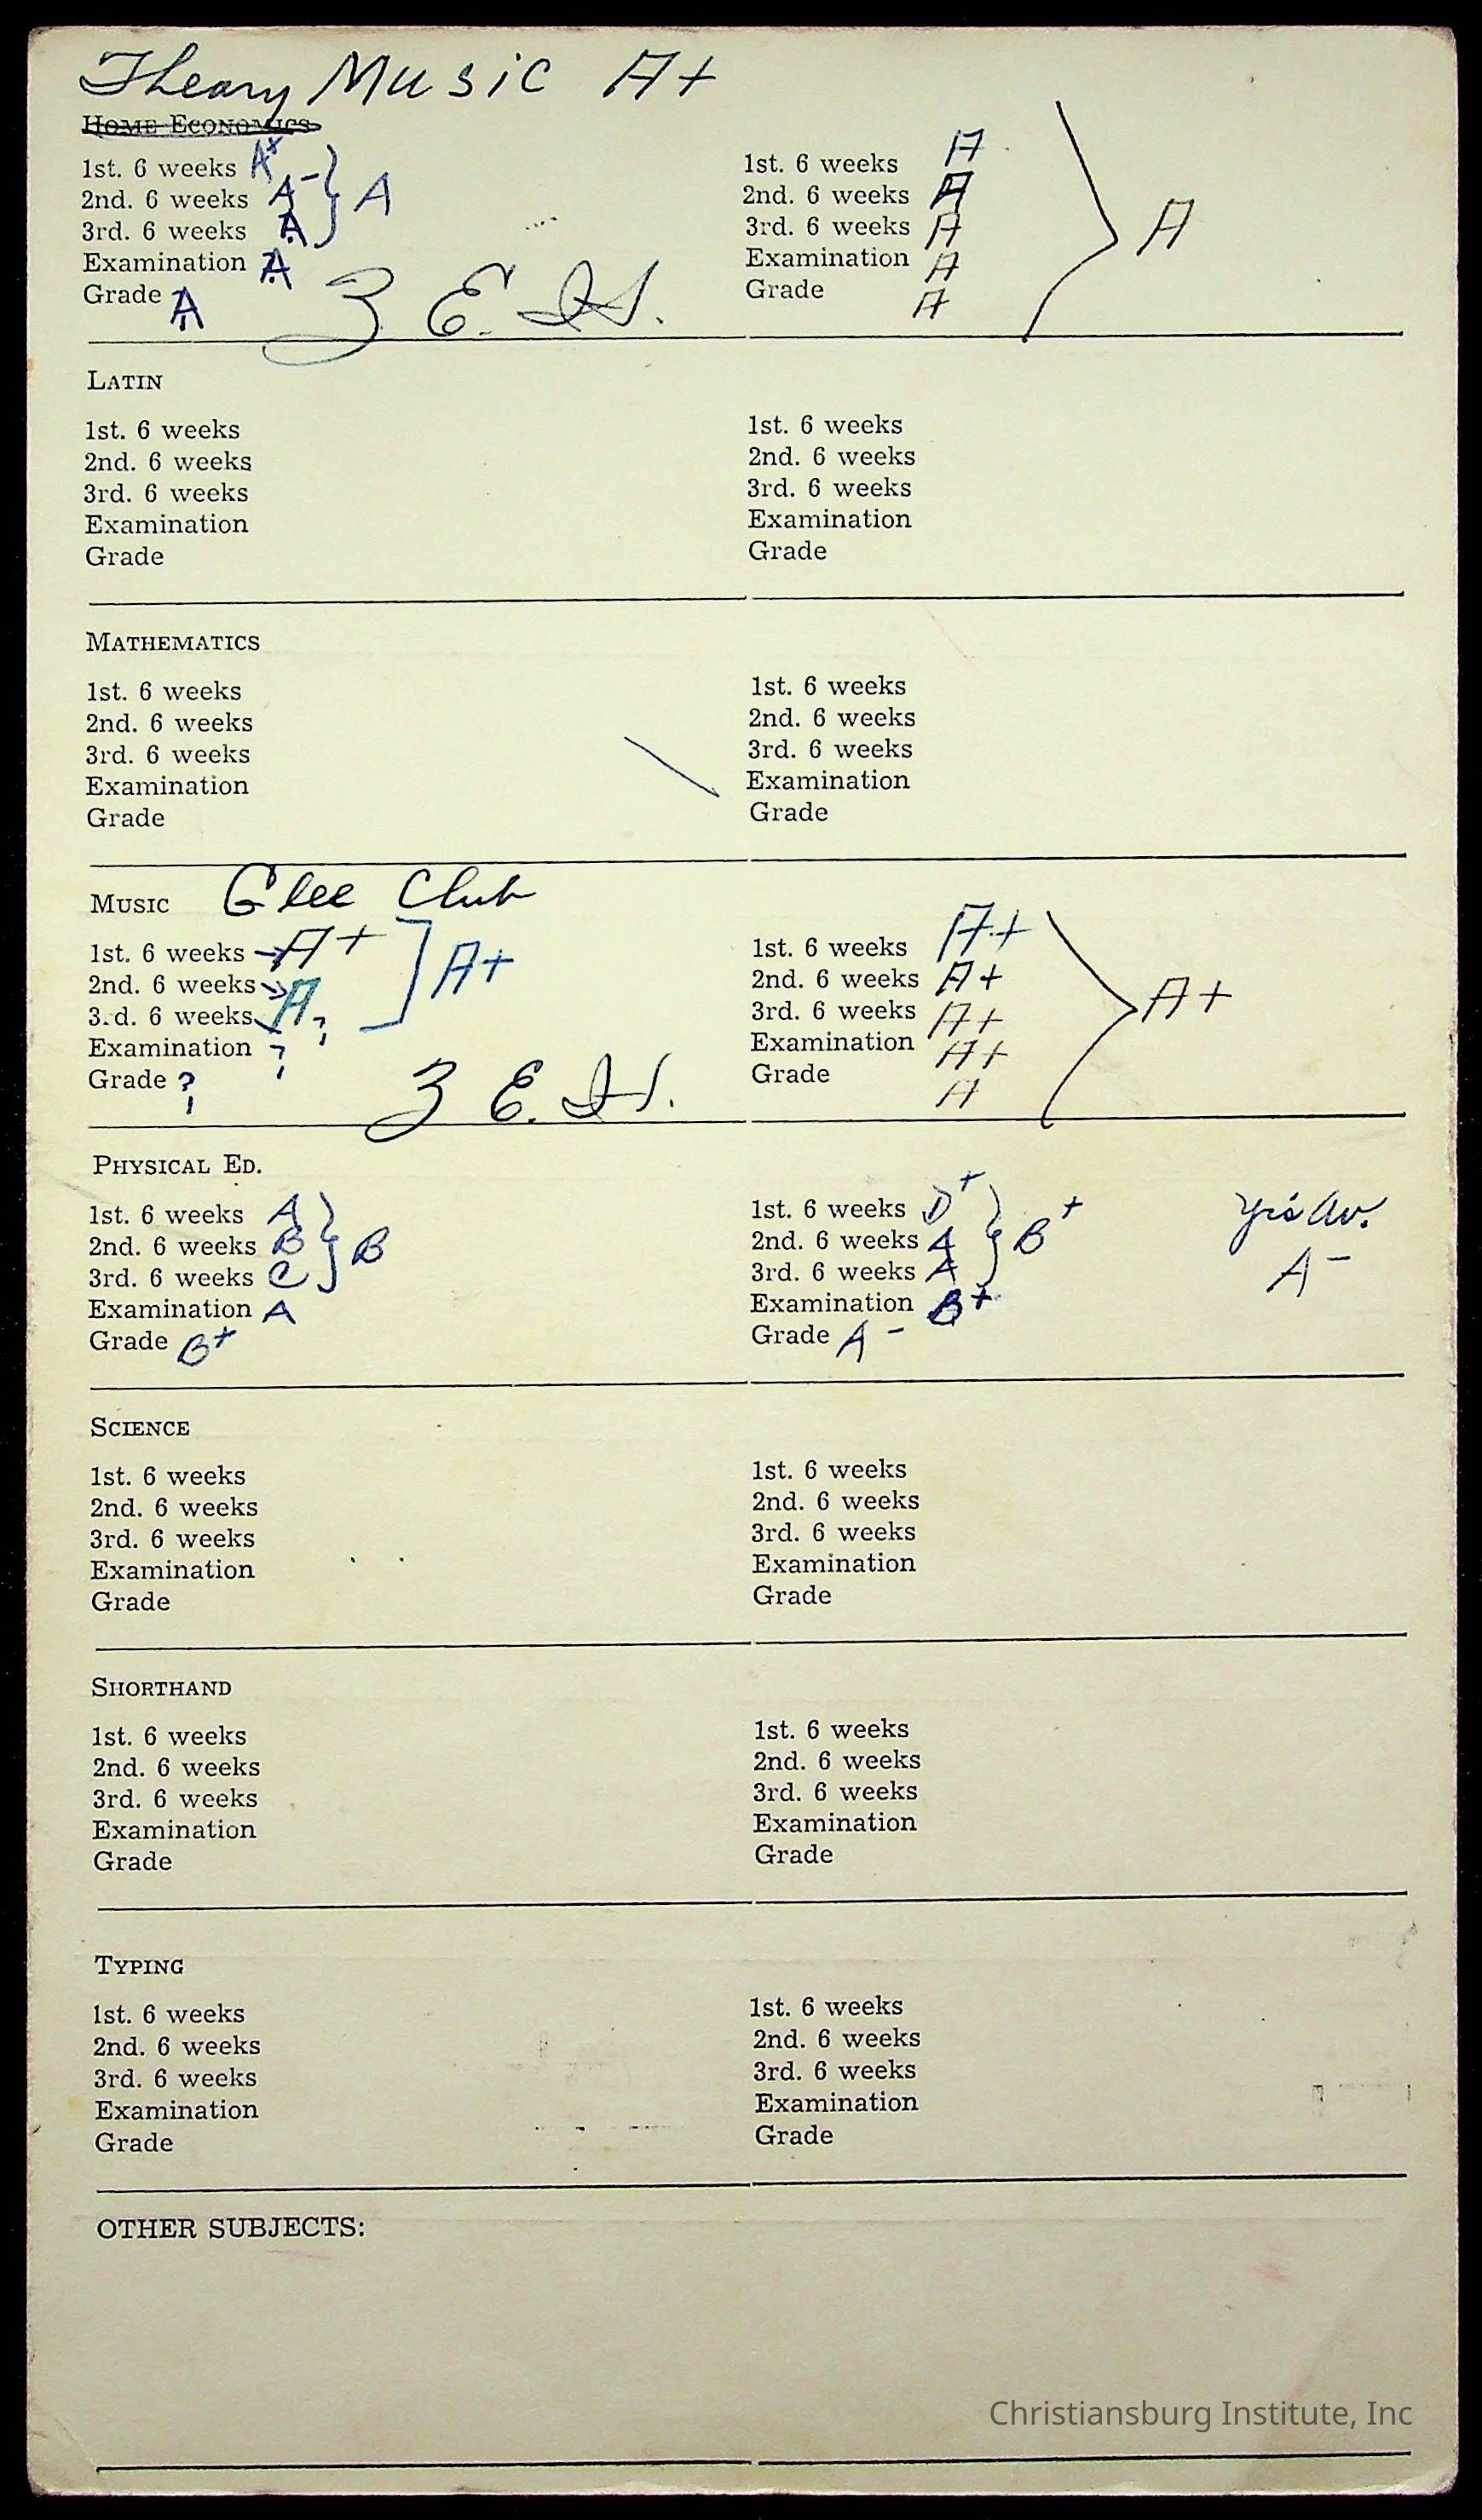 Theory Music A+
Home Economics
1st. 6 weeks A+
2nd. 6 weeks A- A
3rd. 6 weeks A
Examination A
Grade A
3 E. H.
1st. 6 weeks A
2nd. 6 weeks A
3rd. 6 weeks A
Examination A
Grade A
A
Latin
1st. 6 weeks
2nd. 6 weeks
3rd. 6 weeks
Examination
Grade
1st. 6 weeks
2nd. 6 weeks
3rd. 6 weeks
Examination
Grade
Mathematics
1st. 6 weeks
2nd. 6 weeks
3rd. 6 weeks
Examination
Grade
1st. 6 weeks
2nd. 6 weeks
3rd. 6 weeks
Examination
Grade
Music Glee Club
1st. 6 weeks A+
2nd. 6 weeks A A+
3.d. 6 weeks ?
Examination ?
Grade ?
3 E. H.
1st. 6 weeks A+
2nd. 6 weeks A+
3rd. 6 weeks A+
Examination A+
Grade A
A+
Physical Ed.
1st. 6 weeks A
2nd. 6 weeks B B
3rd. 6 weeks C
Examination A
Grade B+
1st. 6 weeks D+
2nd. 6 weeks A B+
3rd. 6 weeks A
Examination B+
Grade A-
Yr's Av.
A-
Science
1st. 6 weeks
2nd. 6 weeks
3rd. 6 weeks
Examination
Grade
1st. 6 weeks
2nd. 6 weeks
3rd. 6 weeks
Examination
Grade
Shorthand
1st. 6 weeks
2nd. 6 weeks
3rd. 6 weeks
Examination
Grade
1st. 6 weeks
2nd. 6 weeks
3rd. 6 weeks
Examination
Grade
Typing
1st. 6 weeks
2nd. 6 weeks
3rd. 6 weeks
Examination
Grade
1st. 6 weeks
2nd. 6 weeks
3rd. 6 weeks
Examination
Grade
OTHER SUBJECTS:
Christiansburg Institute, Inc